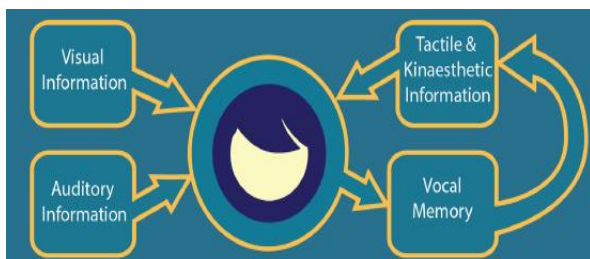 Visual
Information
Tactile &
Kinaesthetic
Information
Auditory
Information
Vocal
Memory